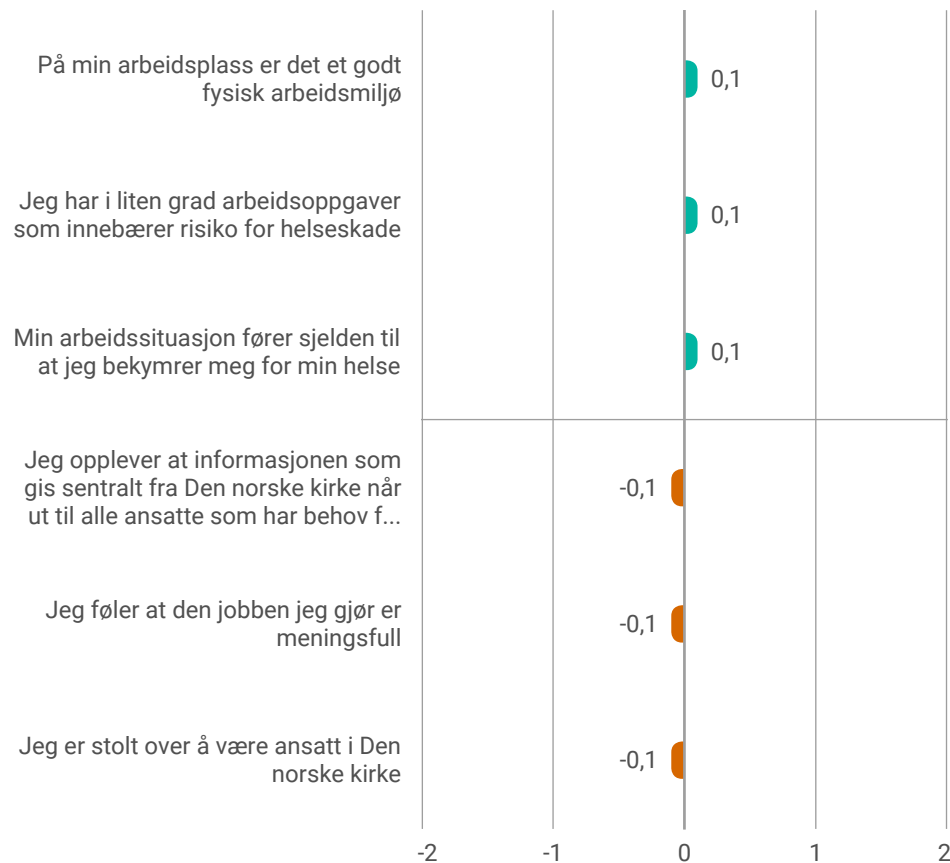 På min arbeidsplass er det et godt
fysisk arbeidsmiljø
0,1
Jeg har i liten grad arbeidsoppgaver
som innebærer risiko for helseskade
0,1
Min arbeidssituasjon fører sjelden til
at jeg bekymrer meg for min helse
0,1
Jeg opplever at informasjonen som
gis sentralt fra Den norske kirke når
ut til alle ansatte som har behov f...
-0,1
Jeg føler at den jobben jeg gjør er
meningsfull
-0,1
Jeg er stolt over å være ansatt i Den
norske kirke
-0,1
-2 -1 0 1 2